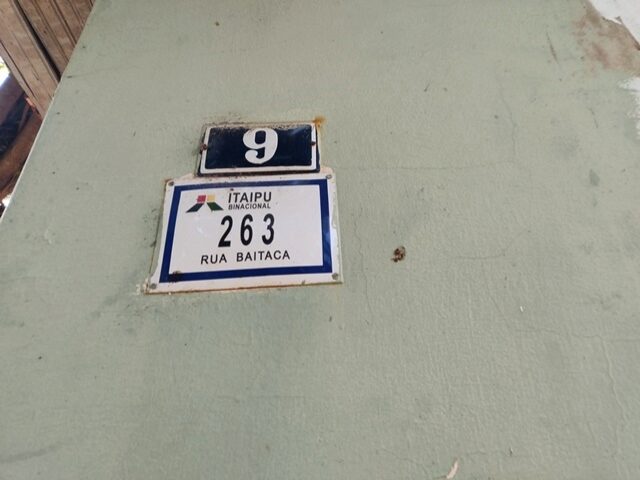 9
ITAIPU
BINACIONAL
263
RUA BAITACA